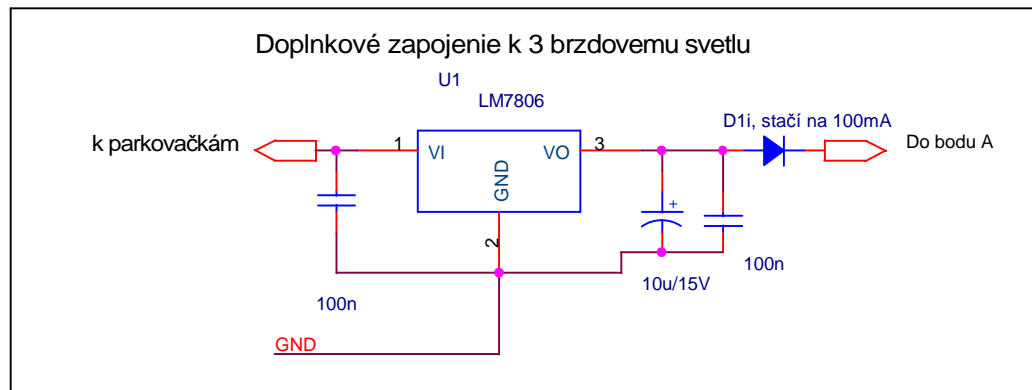 Doplnkové zapojenie k 3 brzdovemu svetlu
U1
LM7806
k parkovačkám
1
VI
GND
VO
3
2
D1i, stačí na 100mA
Do bodu A
+
100n
10u/15V
100n
GND